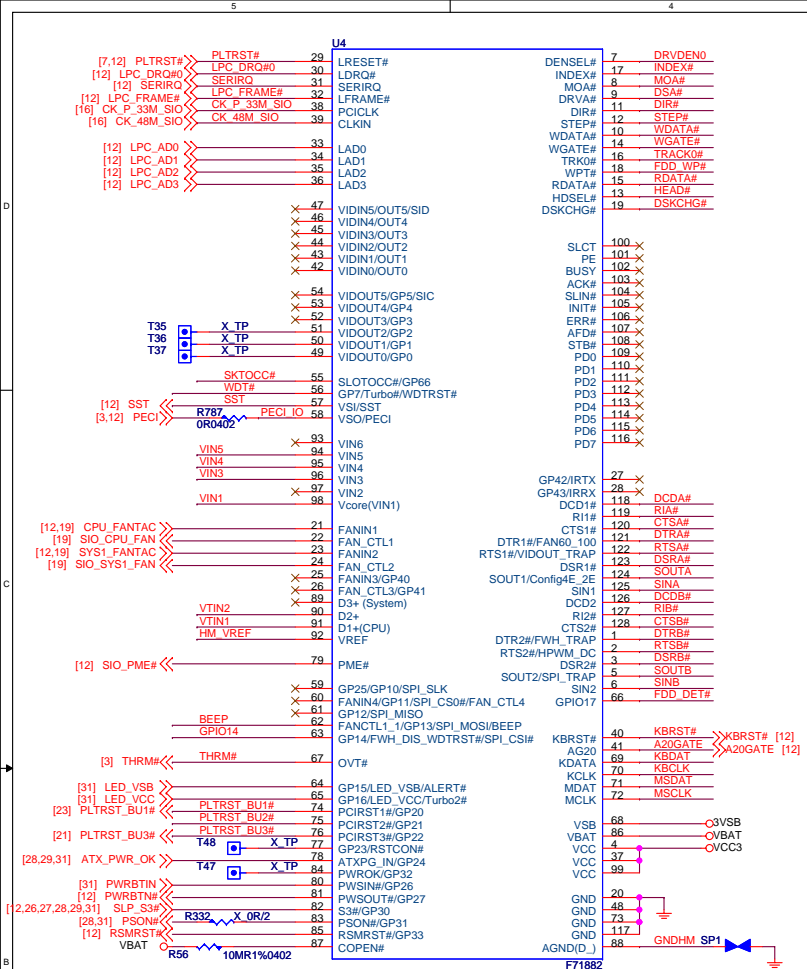 5
4
U4
[7,12] PLTRST# PLTRST# 29 LRESET# DENSEL# 7 DRVDEN0
[12] LPC_DRQ#0 LPC_DRQ#0 30 LDRQ# INDEX# 17 INDEX#
[12] SERIRQ SERIRQ 31 SERIRQ MOA# 8 MOA#
[12] LPC_FRAME# LPC_FRAME# 32 LFRAME# DRVA# 9 DSA#
[16] CK_P_33M_SIO CK_P_33M_SIO 38 PCICLK DIR# 11 DIR#
[16] CK_48M_SIO CK_48M_SIO 39 CLKIN STEP# 12 STEP#
WDATA# 10 WDATA#
[12] LPC_AD0 33 LAD0 WGATE# 14 WGATE#
[12] LPC_AD1 34 LAD1 TRK0# 16 TRACK0#
[12] LPC_AD2 35 LAD2 WPT# 18 FDD_WP#
[12] LPC_AD3 36 LAD3 RDATA# 15 RDATA#
HDSEL# 13 HEAD#
D 47 VIDIN5/OUT5/SID DSKCHG# 19 DSKCHG#
46 VIDIN4/OUT4
45 VIDIN3/OUT3
44 VIDIN2/OUT2 SLCT 100
43 VIDIN1/OUT1 PE 101
42 VIDIN0/OUT0 BUSY 102
ACK# 103
54 VIDOUT5/GP5/SIC SLIN# 104
53 VIDOUT4/GP4 INIT# 105
52 VIDOUT3/GP3 ERR# 106
T35 X_TP 51 VIDOUT2/GP2 AFD# 107
T36 X_TP 50 VIDOUT1/GP1 STB# 108
T37 X_TP 49 VIDOUT0/GP0 PD0 109
PD1 110
SKTOCC# 55 SLOTOCC#/GP66 PD2 111
WDT# 56 GP7/Turbo#/WDTRST# PD3 112
[12] SST SST 57 VSI/SST PD4 113
[3,12] PECI R787 0R0402 PECI_IO 58 VSO/PECI PD5 114
PD6 115
93 VIN6 PD7 116
VIN5 94 VIN5
VIN4 95 VIN4
VIN3 96 VIN3 GP42/IRTX 27
97 VIN2 GP43/IRRX 28
VIN1 98 Vcore(VIN1) DCD1# 118 DCDA#
RI1# 119 RIA#
[12,19] CPU_FANTAC 21 FANIN1 CTS1# 120 CTSA#
[19] SIO_CPU_FAN 22 FAN_CTL1 DTR1#/FAN60_100 121 DTRA#
[12,19] SYS1_FANTAC 23 FANIN2 RTS1#/VIDOUT_TRAP 122 RTSA#
[19] SIO_SYS1_FAN 24 FAN_CTL2 DSR1# 123 DSRA#
C 25 FANIN3/GP40 SOUT1/Config4E_2E 124 SOUTA
26 FAN_CTL3/GP41 SIN1 125 SINA
89 D3+ (System) DCD2 126 DCDB#
VTIN2 90 D2+ RI2# 127 RIB#
VTIN1 91 D1+(CPU) CTS2# 128 CTSB#
HM_VREF 92 VREF DTR2#/FWH_TRAP 1 DTRB#
RTS2#/HPWM_DC 2 RTSB#
[12] SIO_PME# 79 PME# DSR2# 3 DSRB#
SOUT2/SPI_TRAP 5 SOUTB
59 GP25/GP10/SPI_SLK SIN2 6 SINB
60 FANIN4/GP11/SPI_CS0#/FAN_CTL4 GPIO17 66 FDD_DET#
61 GP12/SPI_MISO
BEEP 62 FANCTL1_1/GP13/SPI_MOSI/BEEP
GPIO14 63 GP14/FWH_DIS_WDTRST#/SPI_CSI# KBRST# 40 KBRST# KBRST# [12]
AG20 41 A20GATE A20GATE [12]
[3] THRM# THRM# 67 OVT# KDATA 69 KBDAT
KCLK 70 KBCLK
[31] LED_VSB 64 GP15/LED_VSB/ALERT# MDAT 71 MSDAT
[31] LED_VCC 65 GP16/LED_VCC/Turbo2# MCLK 72 MSCLK
[23] PLTRST_BU1# PLTRST_BU1# 74 PCIRST1#/GP20
PLTRST_BU2# 75 PCIRST2#/GP21 VSB 68 3VSB
[21] PLTRST_BU3# PLTRST_BU3# 76 PCIRST3#/GP22 VBAT 86 VBAT
T48 X_TP 77 GP23/RSTCON# VCC 4 VCC3
[28,29,31] ATX_PWR_OK 78 ATXPG_IN/GP24 VCC 37
T47 X_TP 84 PWROK/GP32 VCC 99
[31] PWRBTIN 80 PWSIN#/GP26
[12] PWRBTN# 81 PWSOUT#/GP27 GND 20
[12,26,27,28,29,31] SLP_S3# 82 S3#/GP30 GND 48
[28,31] PSON# R332 X_0R/2 83 PSON#/GP31 GND 73
[12] RSMRST# 85 RSMRST#/GP33 GND 117
VBAT R56 10MR1%0402 87 COPEN# AGND(D_) 88 GNDHM SP1
B F71882